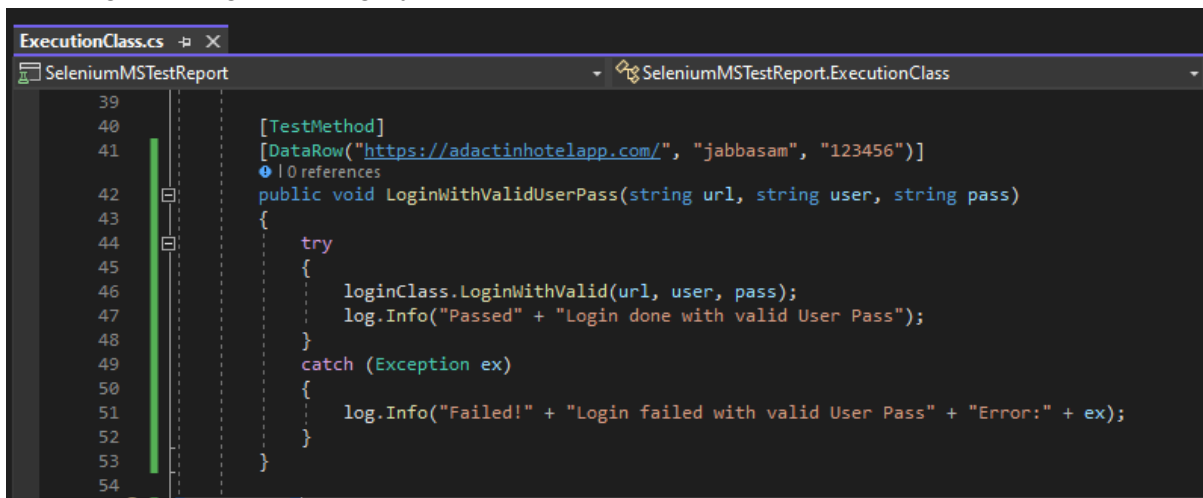 ExecutionClass.cs
SeleniumMSTestReport SeleniumMSTestReport.ExecutionClass
39
40 [TestMethod]
41 [DataRow("https://adactinhotelapp.com/", "jabbasam", "123456")]
| 0 references
42 public void LoginWithValidUserPass(string url, string user, string pass)
43 {
44 try
45 {
46 loginClass.LoginWithValid(url, user, pass);
47 log.Info("Passed" + "Login done with valid User Pass");
48 }
49 catch (Exception ex)
50 {
51 log.Info("Failed!" + "Login failed with valid User Pass" + "Error:" + ex);
52 }
53 }
54